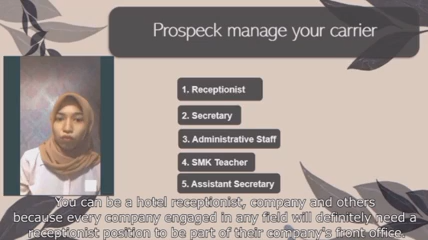 Prospeck manage your carrier
1. Receptionist
2. Secretary
3. Administrative Staff
4. SMK Teacher
5. Assistant Secretary
You can be a hotel receptionist, company and others
because every company engaged in any field will definitely need a
receptionist position to be part of their company's front office.